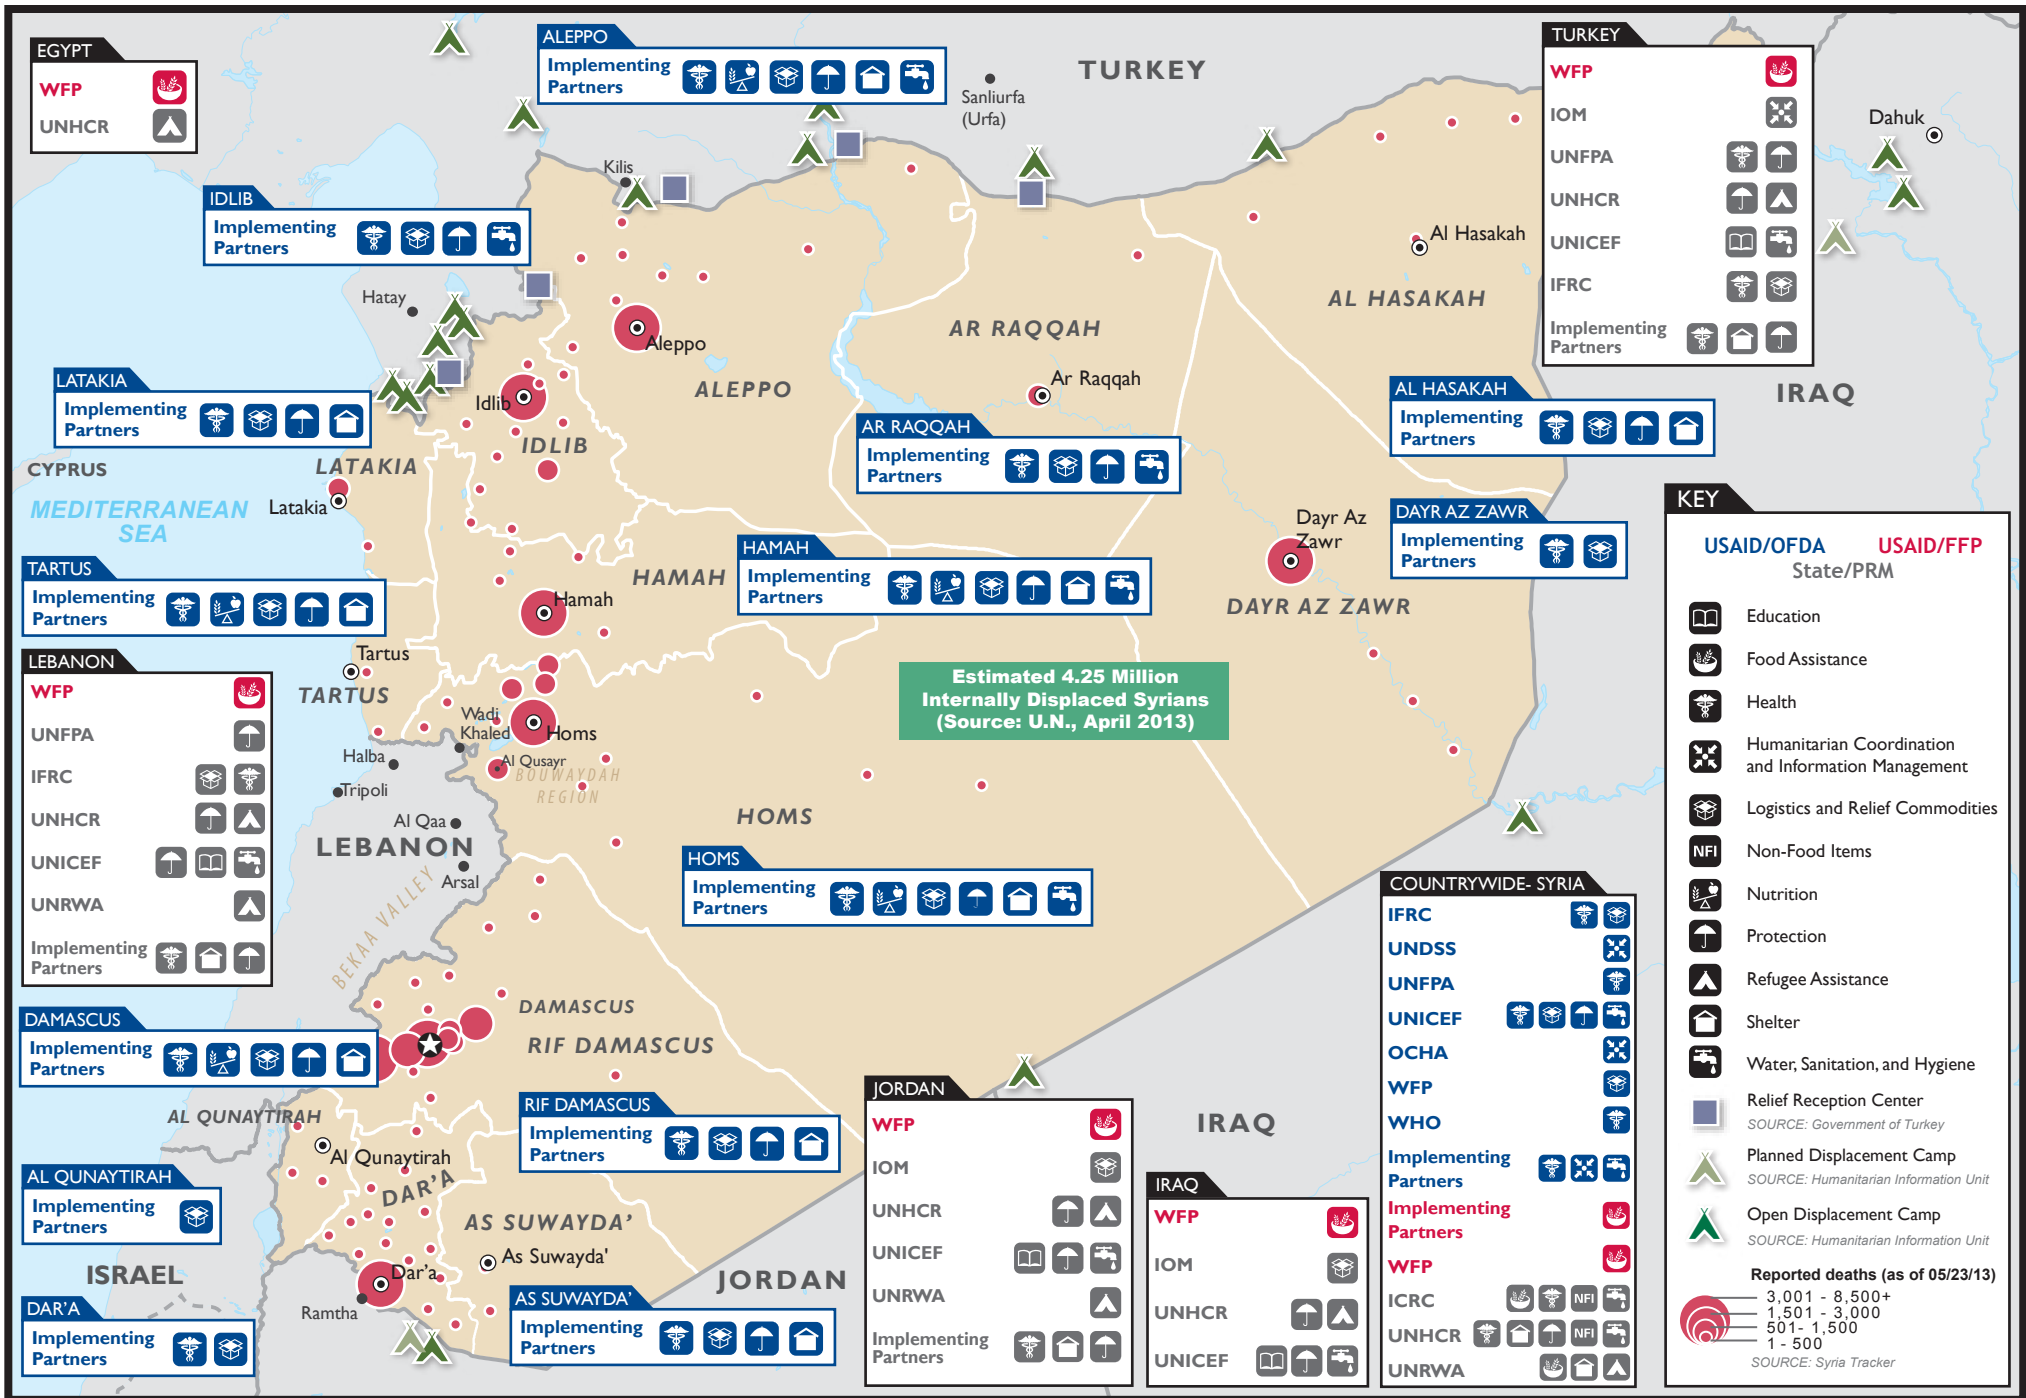 EGYPT
WFP
UNHCR
ALEPPO
Implementing
Partners
TURKEY
Sanliurfa
(Urfa)
TURKEY
WFP
IOM
UNFPA
UNHCR
UNICEF
IFRC
Implementing
Partners
Dahuk
Kilis
IDLIB
Implementing
Partners
Hatay
Al Hasakah
AL HASAKAH
AR RAQQAH
Aleppo
ALEPPO
Ar Raqqah
IRAQ
LATAKIA
Implementing
Partners
Idlib
IDLIB
AL HASAKAH
Implementing
Partners
AR RAQQAH
Implementing
Partners
CYPRUS
LATAKIA
MEDITERRANEAN
SEA
Latakia
Dayr Az
Zawr
DAYR AZ ZAWR
Implementing
Partners
DAYR AZ ZAWR
TARTUS
Implementing
Partners
HAMAH
Hamah
HAMAH
Implementing
Partners
Tartus
TARTUS
Estimated 4.25 Million
Internally Displaced Syrians
(Source: U.N., April 2013)
LEBANON
WFP
UNFPA
IFRC
UNHCR
UNICEF
UNRWA
Implementing
Partners
Wadi
Khaled
Homs
Halba
Al Qusayr
BOUWAYDAH
REGION
Tripoli
Al Qaa
LEBANON
Arsal
BEKAA VALLEY
HOMS
HOMS
Implementing
Partners
DAMASCUS
Implementing
Partners
DAMASCUS
RIF DAMASCUS
RIF DAMASCUS
Implementing
Partners
AL QUNAYTIRAH
Al Qunaytirah
DAR'A
AL QUNAYTIRAH
Implementing
Partners
AS SUWAYDA'
As Suwayda'
ISRAEL
Dar'a
Ramtha
JORDAN
DAR'A
Implementing
Partners
AS SUWAYDA'
Implementing
Partners
JORDAN
WFP
IOM
UNHCR
UNICEF
UNRWA
Implementing
Partners
IRAQ
IRAQ
WFP
IOM
UNHCR
UNICEF
COUNTRYWIDE- SYRIA
IFRC
UNDSS
UNFPA
UNICEF
OCHA
WFP
WHO
Implementing
Partners
Implementing
Partners
WFP
ICRC
NFI
UNHCR
NFI
UNRWA
KEY
USAID/OFDA USAID/FFP
State/PRM
Education
Food Assistance
Health
Humanitarian Coordination
and Information Management
Logistics and Relief Commodities
NFI Non-Food Items
Nutrition
Protection
Refugee Assistance
Shelter
Water, Sanitation, and Hygiene
Relief Reception Center
SOURCE: Government of Turkey
Planned Displacement Camp
SOURCE: Humanitarian Information Unit
Open Displacement Camp
SOURCE: Humanitarian Information Unit
Reported deaths (as of 05/23/13)
3,001 - 8,500+
1,501 - 3,000
501- 1,500
1 - 500
SOURCE: Syria Tracker